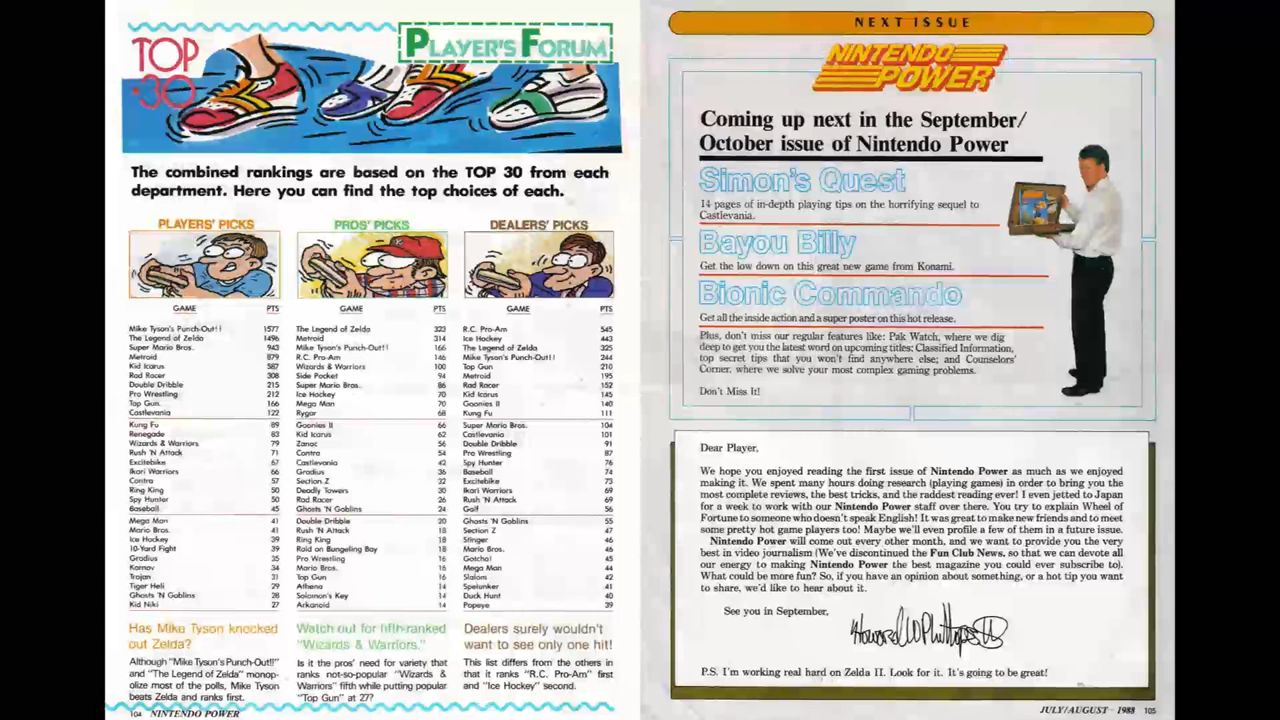 TOP
30
PLAYER'S FORUM
The combined rankings are based on the TOP 30 from each
department. Here you can find the top choices of each.
PLAYERS' PICKS
GAME PTS
Mike Tyson's Punch-Out!! 1577
The Legend of Zelda 1496
Super Mario Bros. 943
Metroid 879
Kid Icarus 587
Rad Racer 308
Double Dribble 215
Pro Wrestling 212
Top Gun 166
Castlevania 122
Kung Fu 89
Renegade 83
Wizards & Warriors 79
Rush 'N Attack 71
Excitebike 67
Ikari Warriors 66
Contra 57
Ring King 50
Spy Hunter 50
Baseball 45
Mega Man 41
Mario Bros. 41
Ice Hockey 39
10-Yard Fight 39
Gradius 35
Karnov 34
Trojan 31
Tiger Heli 29
Ghosts 'N Goblins 28
Kid Niki 27
Has Mike Tyson knocked
out Zelda?
Although "Mike Tyson's Punch-Out!!"
and "The Legend of Zelda" monop-
olize most of the polls, Mike Tyson
beats Zelda and ranks first.
PROS' PICKS
GAME PTS
The Legend of Zelda 323
Metroid 314
Mike Tyson's Punch-Out!! 166
R.C. Pro-Am 146
Wizards & Warriors 100
Side Pocket 94
Super Mario Bros. 86
Ice Hockey 70
Mega Man 70
Rygar 68
Goonies II 66
Kid Icarus 62
Zanac 56
Contra 54
Castlevania 42
Gradius 36
Section Z 32
Deadly Towers 30
Rad Racer 26
Ghosts 'N Goblins 24
Double Dribble 20
Rush 'N Attack 18
Ring King 18
Raid on Bungeling Bay 18
Pro Wrestling 16
Mario Bros. 16
Top Gun 16
Athena 14
Solomon's Key 14
Arkanoid 14
Watch out for fifth-ranked
"Wizards & Warriors."
Is it the pros' need for variety that
ranks not-so-popular "Wizards &
Warriors" fifth while putting popular
"Top Gun" at 27?
DEALERS' PICKS
GAME PTS
R.C. Pro-Am 545
Ice Hockey 443
The Legend of Zelda 325
Mike Tyson's Punch-Out!! 244
Top Gun 210
Metroid 195
Rad Racer 152
Kid Icarus 145
Goonies II 140
Kung Fu 111
Super Mario Bros. 104
Castlevania 101
Double Dribble 91
Pro Wrestling 87
Spy Hunter 76
Baseball 74
Excitebike 73
Ikari Warriors 69
Rush 'N Attack 69
Golf 56
Ghosts 'N Goblins 55
Section Z 47
Stinger 46
Mario Bros. 46
Gotcha! 45
Mega Man 44
Slalom 42
Spelunker 41
Duck Hunt 40
Popeye 39
Dealers surely wouldn't
want to see only one hit!
This list differs from the others in
that it ranks "R.C. Pro-Am" first
and "Ice Hockey" second.
104 NINTENDO POWER
NEXT ISSUE
NINTENDO
POWER
Coming up next in the September/
October issue of Nintendo Power
Simon's Quest
14 pages of in-depth playing tips on the horrifying sequel to
Castlevania.
Bayou Billy
Get the low down on this great new game from Konami.
Bionic Commando
Get all the inside action and a super poster on this hot release.
Plus, don't miss our regular features like: Pak Watch, where we dig
deep to get you the latest word on upcoming titles; Classified Information,
top secret tips that you won't find anywhere else; and Counselors'
Corner, where we solve your most complex gaming problems.
Don't Miss It!
Dear Player,
We hope you enjoyed reading the first issue of Nintendo Power as much as we enjoyed
making it. We spent many hours doing research (playing games) in order to bring you the
most complete reviews, the best tricks, and the raddest reading ever! I even jetted to Japan
for a week to work with our Nintendo Power staff over there. You try to explain Wheel of
Fortune to someone who doesn't speak English! It was great to make new friends and to meet
some pretty hot game players too! Maybe we'll even profile a few of them in a future issue.
Nintendo Power will come out every other month, and we want to provide you the very
best in video journalism (We've discontinued the Fun Club News, so that we can devote all
our energy to making Nintendo Power the best magazine you could ever subscribe to).
What could be more fun? So, if you have an opinion about something, or a hot tip you want
to share, we'd like to hear about it.
See you in September,
Howard Phillips
P.S. I'm working real hard on Zelda II. Look for it. It's going to be great!
JULY/AUGUST – 1988 105